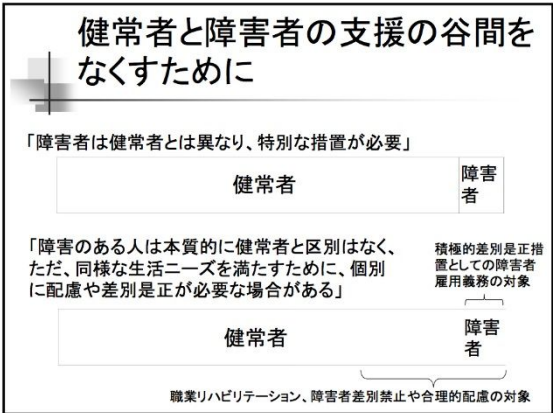 健常者と障害者の支援の谷間を
なくすために
「障害者は健常者とは異なり、特別な措置が必要」
健常者
障害
者
「障害のある人は本質的に健常者と区別はなく、
ただ、同様な生活ニーズを満たすために、個別
に配慮や差別是正が必要な場合がある」
積極的差別是正措
置としての障害者
雇用義務の対象
健常者
障害
者
職業リハビリテーション、障害者差別禁止や合理的配慮の対象